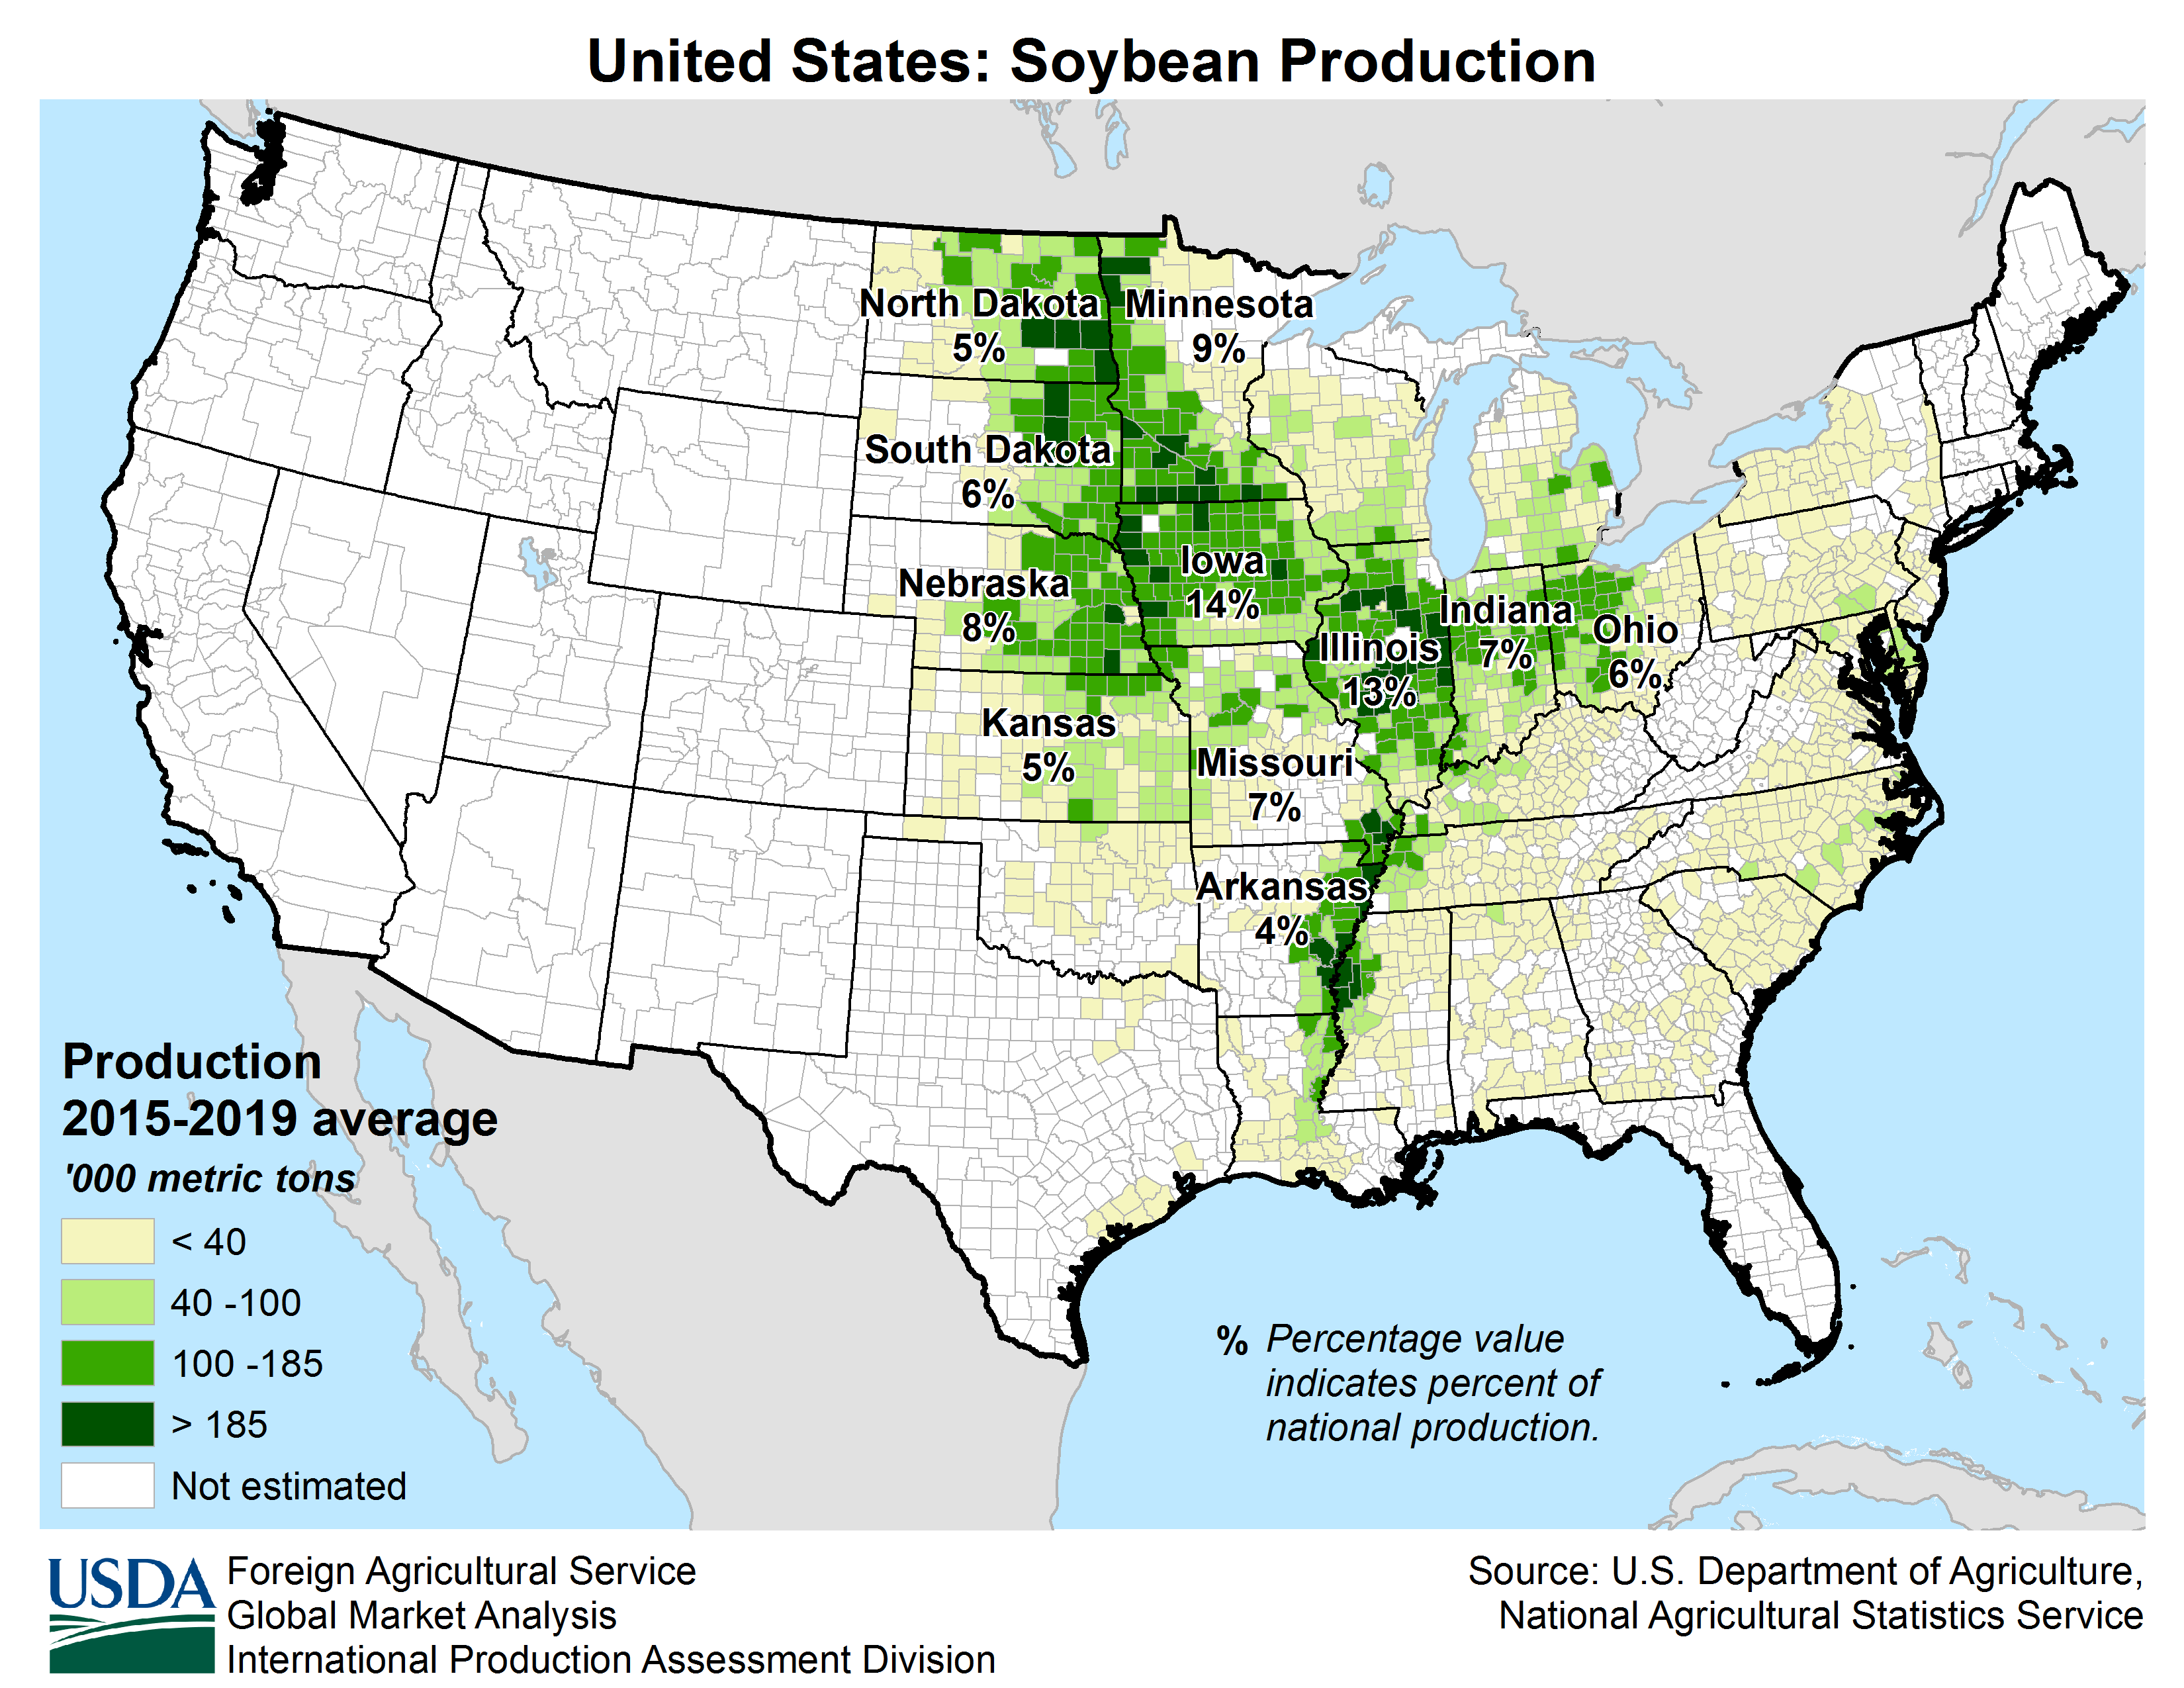 United States: Soybean Production
North Dakota
5%
Minnesota
9%
South Dakota
6%
Nebraska
8%
Iowa
14%
Illinois
13%
Indiana
7%
Ohio
6%
Kansas
5%
Missouri
7%
Arkansas
4%
Production
2015-2019 average
'000 metric tons
< 40
40 -100
100 -185
> 185
Not estimated
% Percentage value
indicates percent of
national production.
USDA
Foreign Agricultural Service
Global Market Analysis
International Production Assessment Division
Source: U.S. Department of Agriculture,
National Agricultural Statistics Service